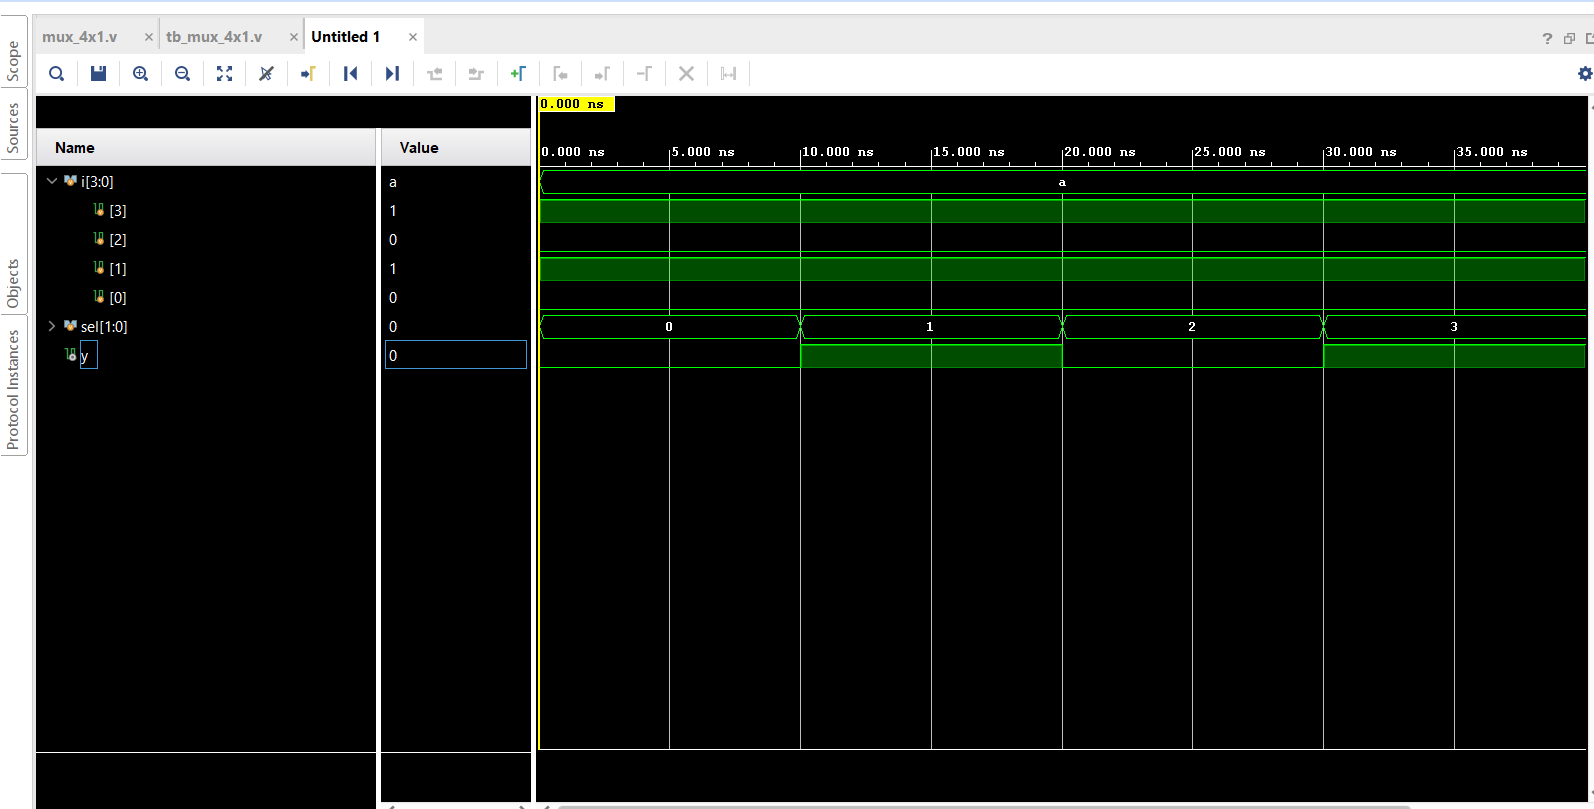 mux_4x1.v × tb_mux_4x1.v × Untitled 1 ×
?
Scope
Sources
Objects
Protocol Instances
0.000 ns
Name Value
0.000 ns 5.000 ns 10.000 ns 15.000 ns 20.000 ns 25.000 ns 30.000 ns 35.000 ns
i[3:0] a a
[3] 1
[2] 0
[1] 1
[0] 0
sel[1:0] 0 0 1 2 3
y 0